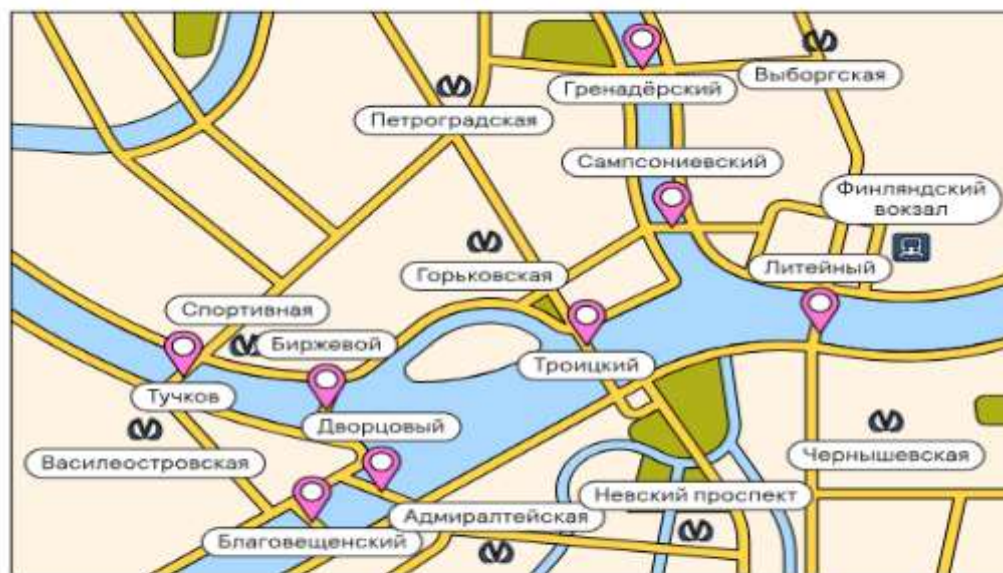 Выборгская
Гренадёрский
Петроградская
Сампсониевский
Финляндский
вокзал
Горьковская
Литейный
Спортивная
Биржевой
Троицкий
Тучков
Дворцовый
Василеостровская
Чернышевская
Невский проспект
Адмиралтейская
Благовещенский